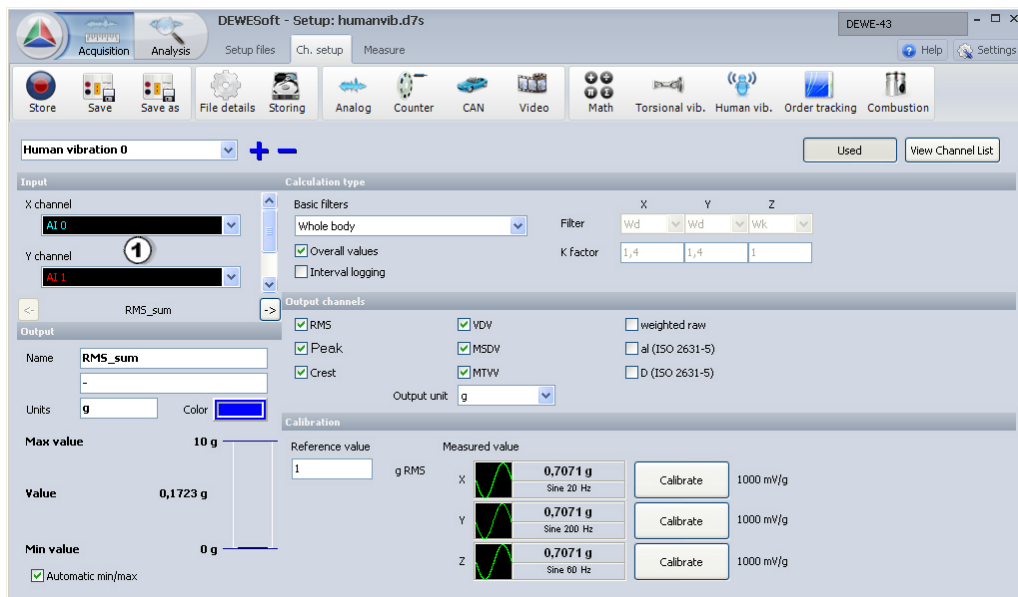 DEWESoft - Setup: humanvib.d7s
DEWE-43
Acquisition Analysis Setup files Ch. setup Measure
Help Settings
Store Save Save as File details Storing Analog Counter CAN Video Math Torsional vib. Human vib. Order tracking Combustion
Human vibration 0
Used View Channel List
Input
X channel
AI 0
1
Y channel
AI 1
<- RMS_sum ->
Output
Name RMS_sum
-
Units g Color
Max value 10 g
Value 0,1723 g
Min value 0 g
Automatic min/max
Calculation type
Basic filters X Y Z
Whole body Filter Wd Wd Wk
Overall values K factor 1,4 1,4 1
Interval logging
Output channels
RMS VDV weighted raw
Peak MSDV al (ISO 2631-5)
Crest MTVV D (ISO 2631-5)
Output unit g
Calibration
Reference value Measured value
1 g RMS
X 0,7071 g Calibrate 1000 mV/g
Sine 20 Hz
Y 0,7071 g Calibrate 1000 mV/g
Sine 200 Hz
Z 0,7071 g Calibrate 1000 mV/g
Sine 60 Hz